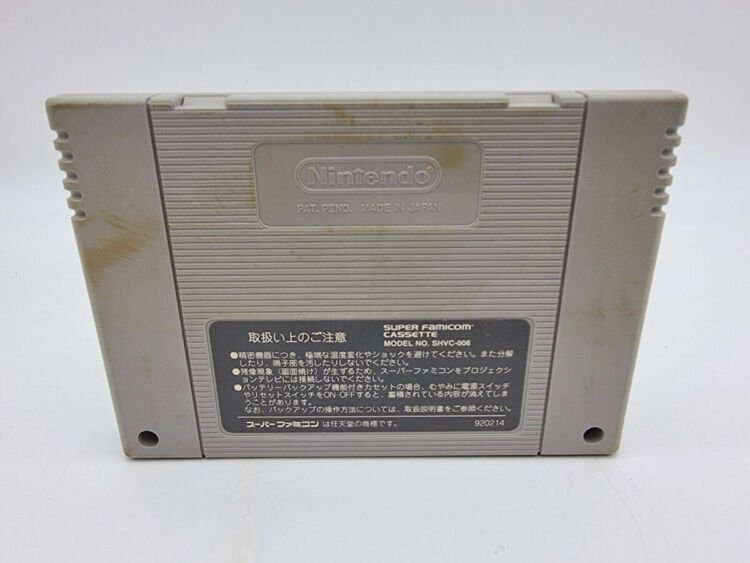 Nintendo
PAT. PEND. MADE IN JAPAN
取扱い上のご注意
SUPER FAMICOM
CASSETTE
MODEL NO. SHVC-006
●精密機器につき、極端な温度変化やショックを避けてください。また分解
したり、端子部を汚したりしないでください。
●残像現象（画面焼け）が生ずるため、スーパーファミコンをプロジェクシ
ョンテレビには接続しないでください。
●バッテリーバックアップ機能付きカセットの場合、むやみに電源スイッチ
やリセットスイッチをON・OFFすると、蓄積されている内容が消えてしま
うことがあります。
なお、バックアップの操作方法については、取扱説明書をご参照ください。
スーパーファミコンは任天堂の商標です。
920214